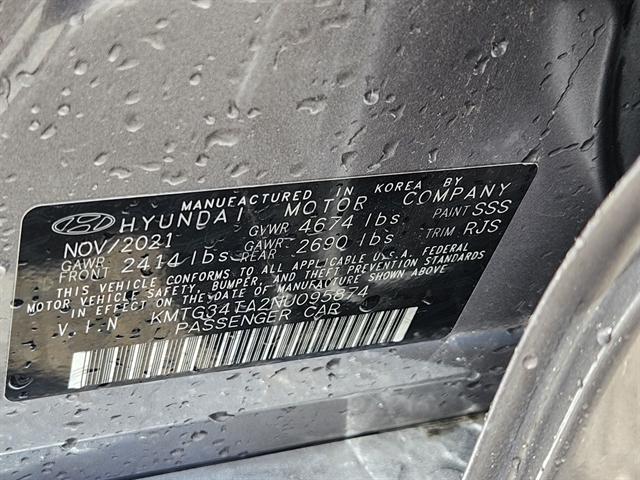 MANUFACTURED IN KOREA BY
HYUNDAI MOTOR COMPANY
NOV/2021 GVWR 4674 lbs PAINT SSS
GAWR FRONT 2414 lbs GAWR REAR 2690 lbs TRIM RJS
THIS VEHICLE CONFORMS TO ALL APPLICABLE U.S.A. FEDERAL
MOTOR VEHICLE SAFETY, BUMPER, AND THEFT PREVENTION STANDARDS
IN EFFECT ON THE DATE OF MANUFACTURE SHOWN ABOVE
V.I.N KMTG34TA2NU095874
PASSENGER CAR